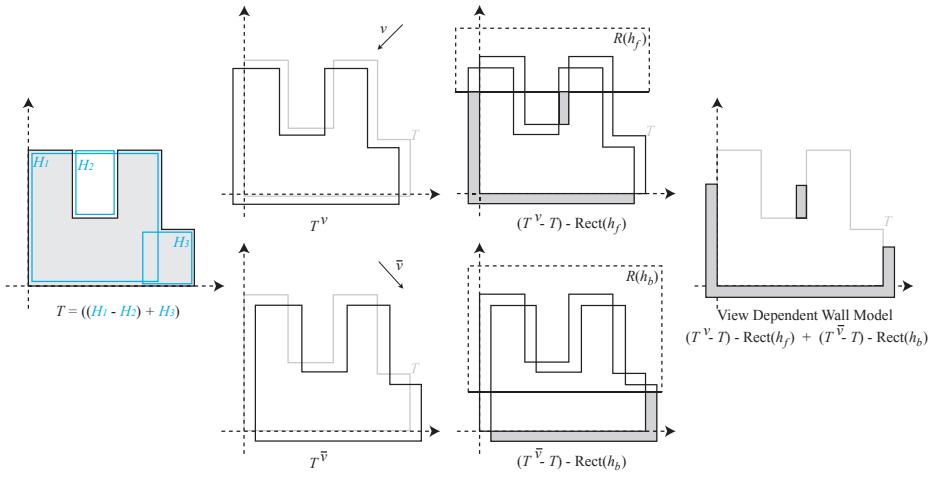 H1
H2
H3
T = ((H1 - H2) + H3)
v
T
T^v
R(h_f)
T
(T^v - T) - Rect(h_f)
v̄
T
T^v̄
R(h_b)
(T^v̄ - T) - Rect(h_b)
T
View Dependent Wall Model
(T^v - T) - Rect(h_f) + (T^v̄ - T) - Rect(h_b)